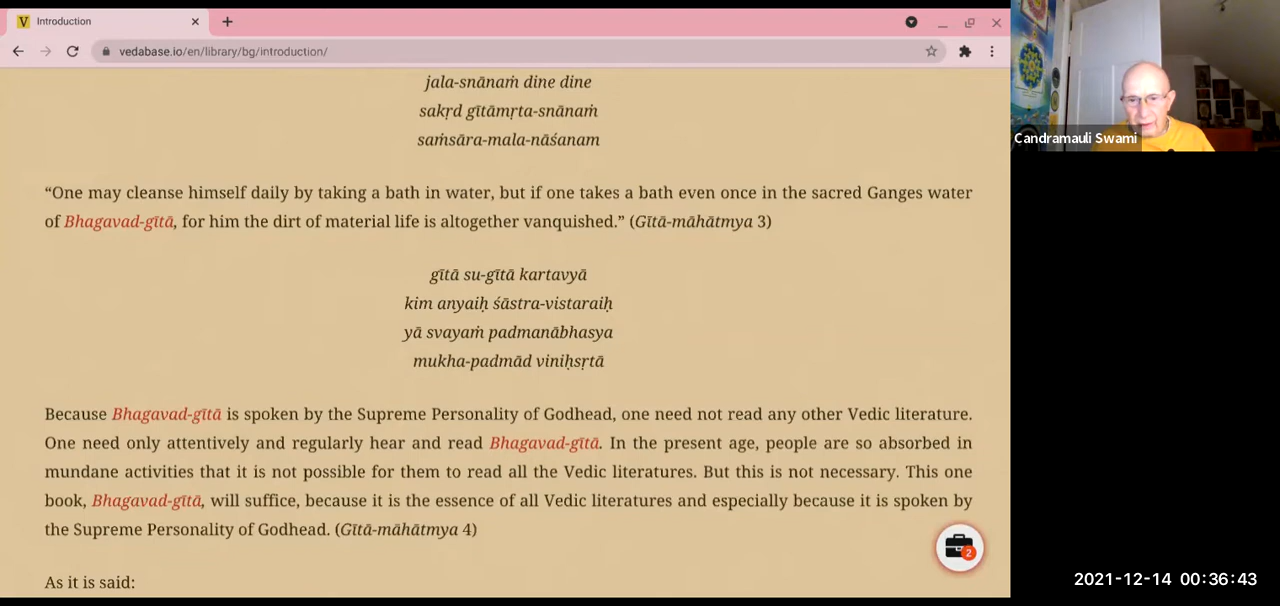 V Introduction
vedabase.io/en/library/bg/introduction/
jala-snānaṁ dine dine
sakṛd gītāmṛta-snānaṁ
saṁsāra-mala-nāśanam
“One may cleanse himself daily by taking a bath in water, but if one takes a bath even once in the sacred Ganges water
of Bhagavad-gītā, for him the dirt of material life is altogether vanquished.” (Gītā-māhātmya 3)
gītā su-gītā kartavyā
kim anyaiḥ śāstra-vistaraiḥ
yā svayaṁ padmanābhasya
mukha-padmād viniḥsṛtā
Because Bhagavad-gītā is spoken by the Supreme Personality of Godhead, one need not read any other Vedic literature.
One need only attentively and regularly hear and read Bhagavad-gītā. In the present age, people are so absorbed in
mundane activities that it is not possible for them to read all the Vedic literatures. But this is not necessary. This one
book, Bhagavad-gītā, will suffice, because it is the essence of all Vedic literatures and especially because it is spoken by
the Supreme Personality of Godhead. (Gītā-māhātmya 4)
2
As it is said:
Candramauli Swami
2021-12-14 00:36:43